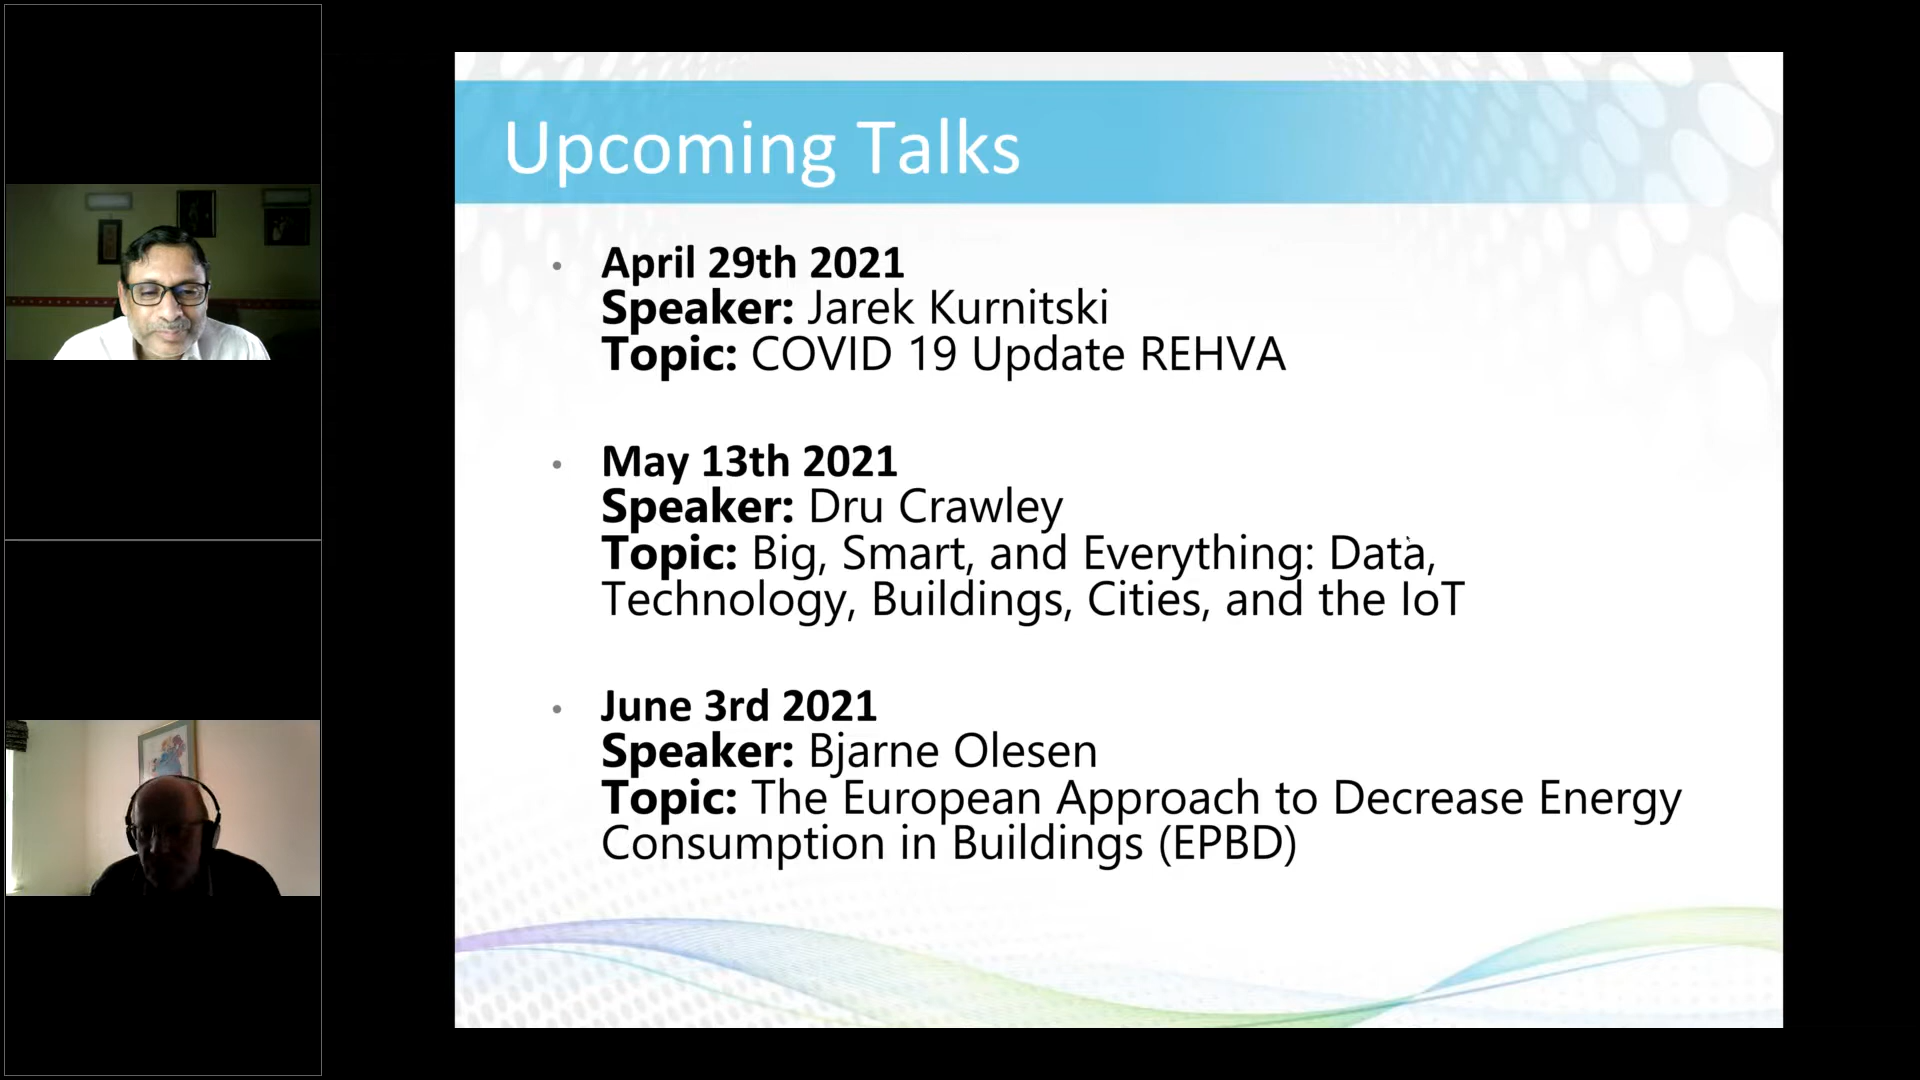 Upcoming Talks
• April 29th 2021
Speaker: Jarek Kurnitski
Topic: COVID 19 Update REHVA
• May 13th 2021
Speaker: Dru Crawley
Topic: Big, Smart, and Everything: Data,
Technology, Buildings, Cities, and the IoT
• June 3rd 2021
Speaker: Bjarne Olesen
Topic: The European Approach to Decrease Energy
Consumption in Buildings (EPBD)